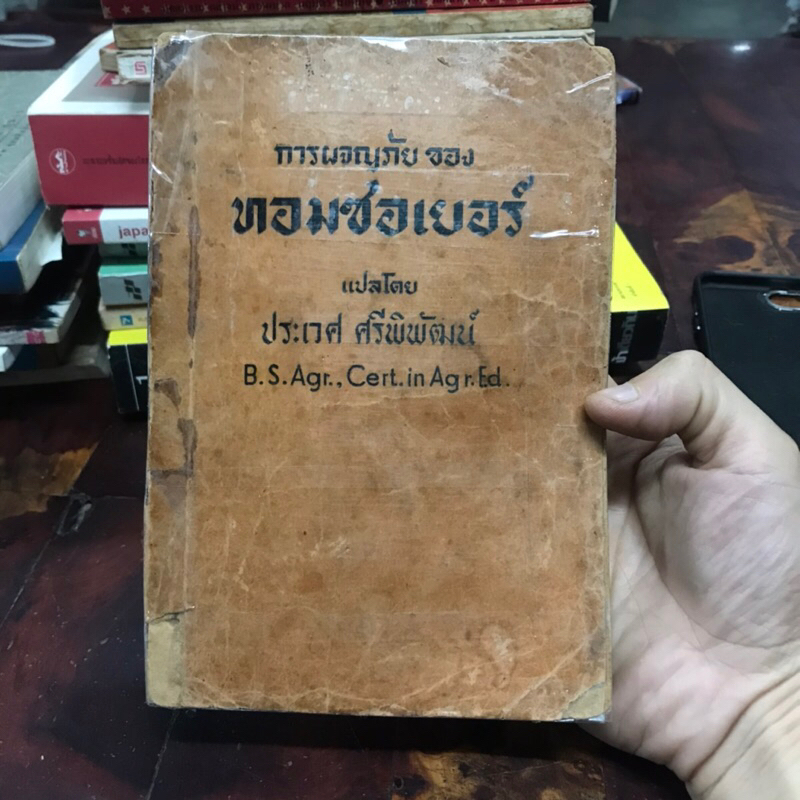 การผจญภัย ของ
ทอมซ์อเยอร์
แปลโดย
ประเวศ ศรีพิพัฒน์
B.S.Agr., Cert.in Agr.Ed.
japa